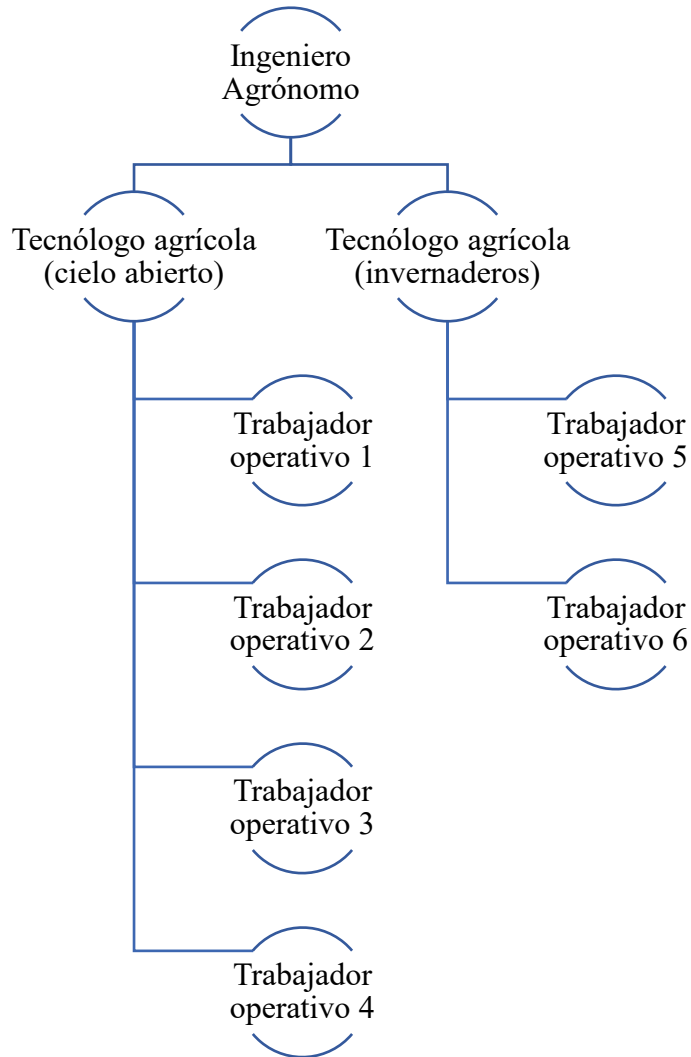 Ingeniero
Agrónomo
Tecnólogo agrícola
(cielo abierto)
Tecnólogo agrícola
(invernaderos)
Trabajador
operativo 1
Trabajador
operativo 5
Trabajador
operativo 2
Trabajador
operativo 6
Trabajador
operativo 3
Trabajador
operativo 4